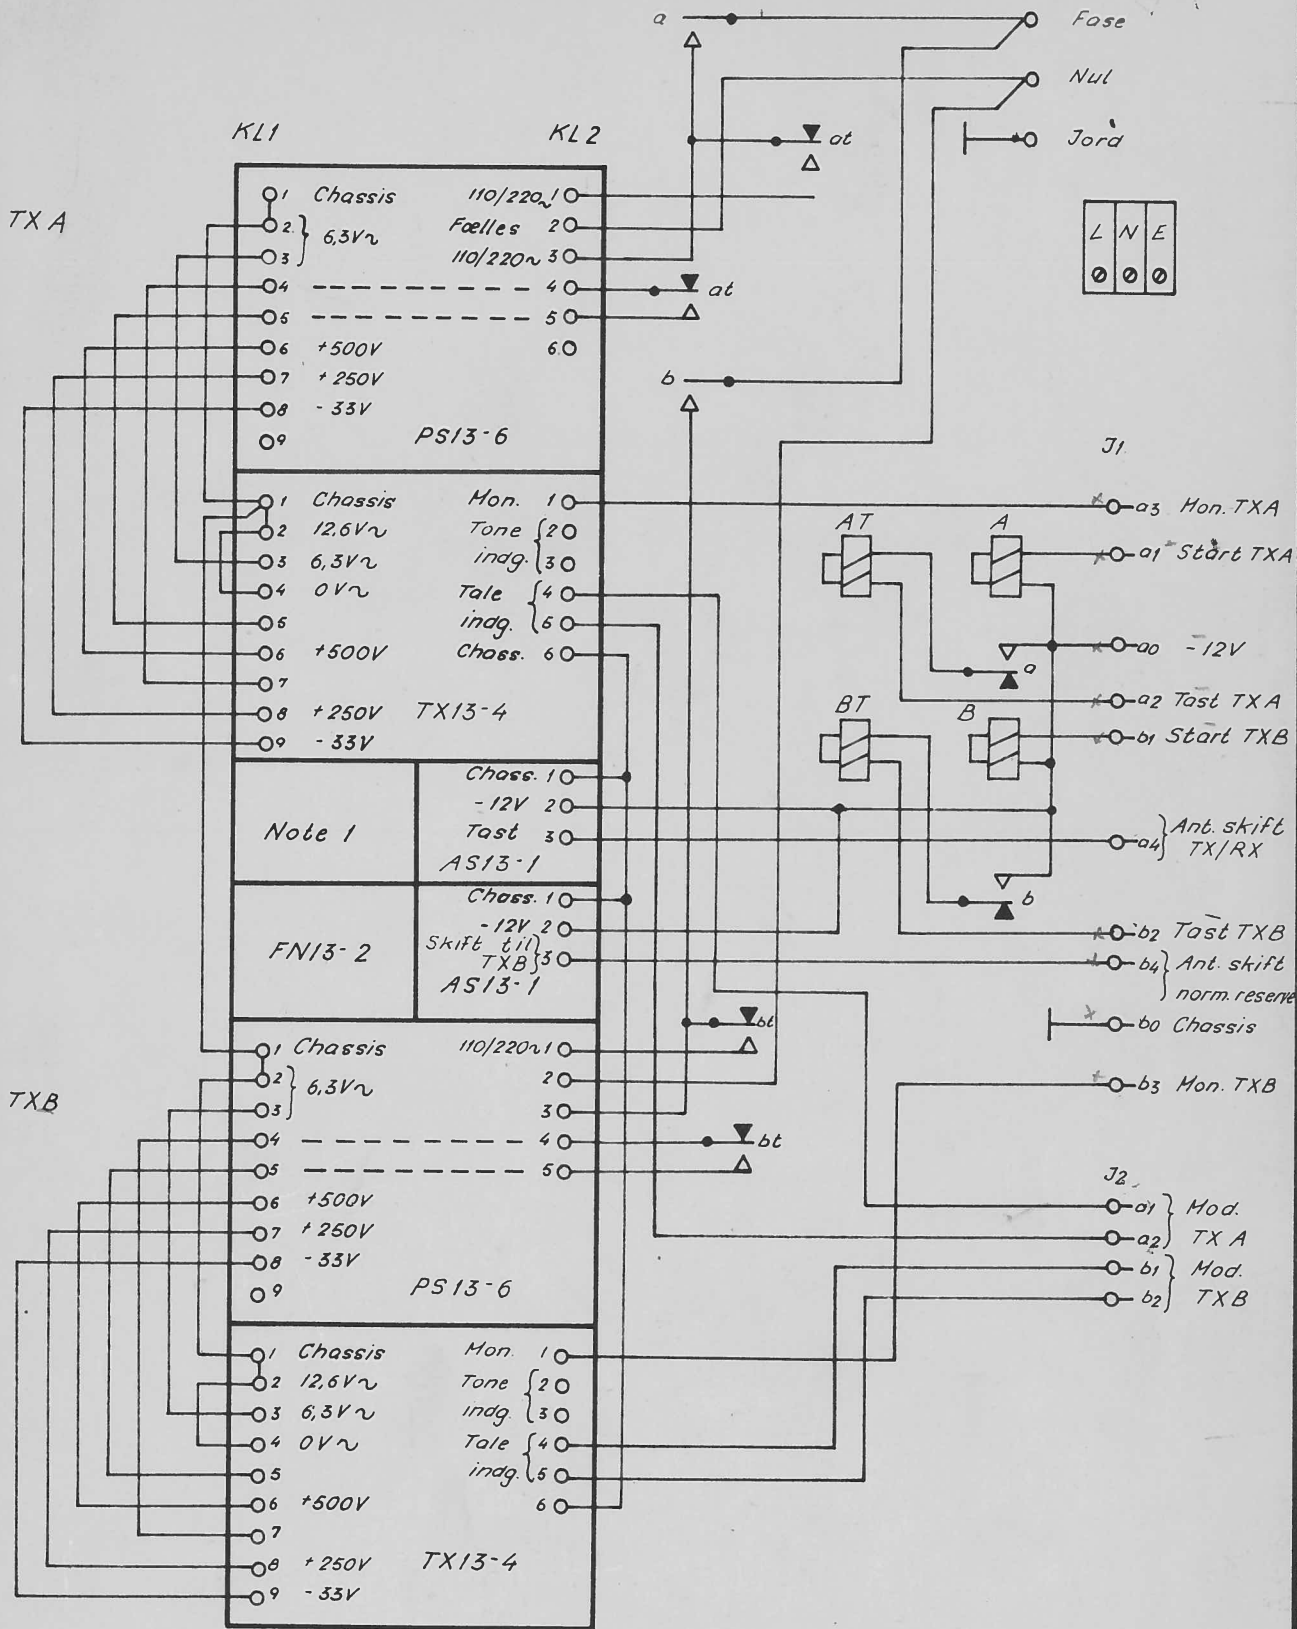 a
Fase
Nul
Jord
at
L N E
KL1 KL2
TXA
1 Chassis 110/220~ 1
2 6,3V~ Fælles 2
3 110/220~ 3
4 - - - - - - - - 4
at
5 - - - - - - - - 5
6 +500V 6
7 +250V
8 -33V
9 PS13-6
b
J1
1 Chassis Mon. 1
2 12,6V~ Tone 2
3 6,3V~ indg. 3
4 0V~ Tale 4
5 indg. 5
6 +500V Chass. 6
7
8 +250V TX13-4
9 -33V
AT A
a
BT B
b
a3 Mon. TXA
a1 Start TXA
a0 -12V
a2 Tast TXA
b1 Start TXB
a4 Ant. skift
TX/RX
b2 Tast TXB
b4 Ant. skift
norm. reserve
b0 Chassis
b3 Mon. TXB
Note 1
Chass. 1
-12V 2
Tast 3
AS13-1
FN13-2
Chass. 1
-12V 2
Skift til
TXB 3
AS13-1
TXB
1 Chassis 110/220~ 1
bt
2 6,3V~ 2
3 3
4 - - - - - - - - 4
bt
5 - - - - - - - - 5
6 +500V
7 +250V
8 -33V
9 PS13-6
J2
a1 Mod.
a2 TXA
b1 Mod.
b2 TXB
1 Chassis Mon. 1
2 12,6V~ Tone 2
3 6,3V~ indg. 3
4 0V~ Tale 4
5 indg. 5
6 +500V 6
7
8 +250V TX13-4
9 -33V